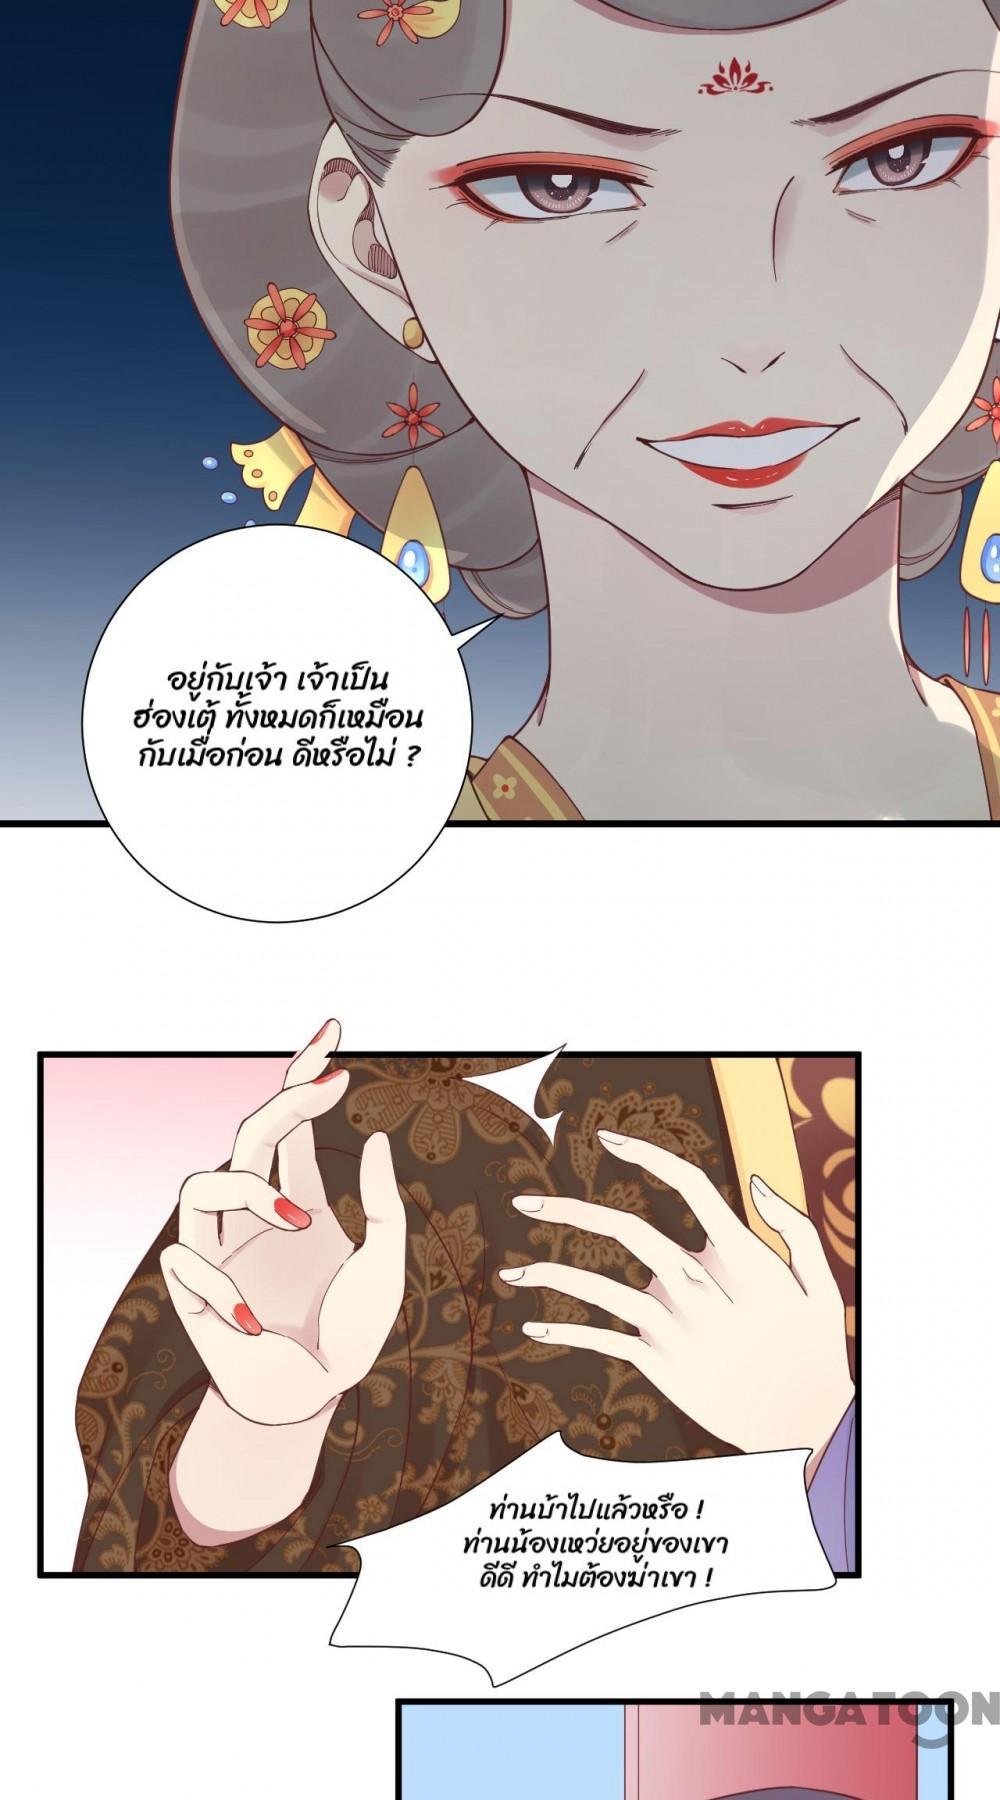 อยู่กับเจ้า เจ้าเป็น
ฮ่องเต้ ทั้งหมดก็เหมือน
กับเมื่อก่อน ดีหรือไม่ ?
ท่านบ้าไปแล้วหรือ !
ท่านน้องเหว่ยอยู่ของเขา
ดีดี ทำไมต้องฆ่าเขา !
MANGATOON